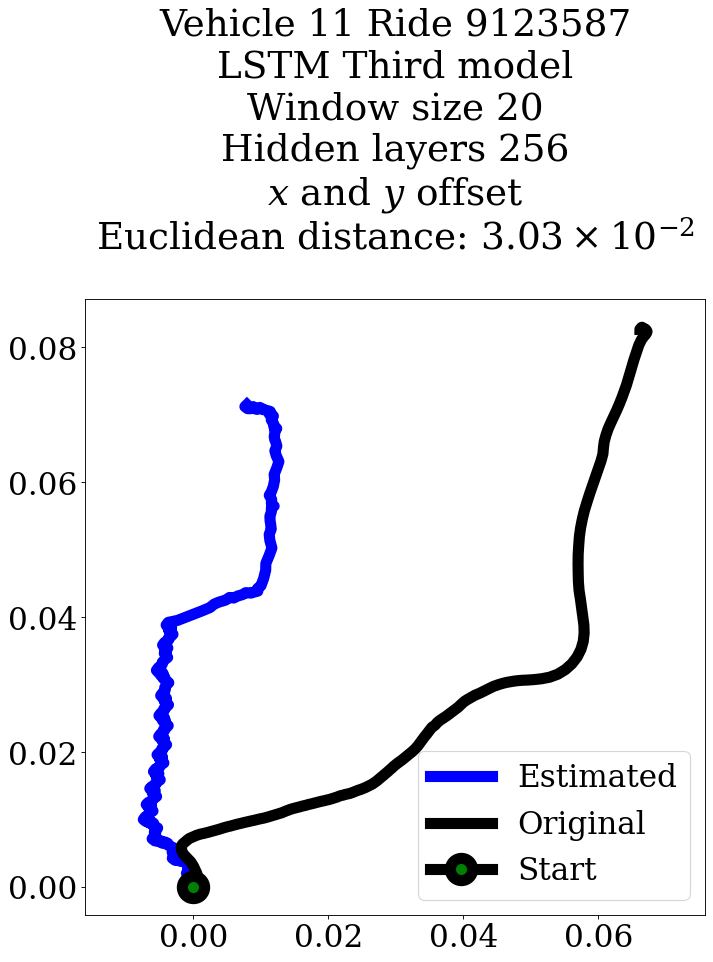 Vehicle 11 Ride 9123587
LSTM Third model
Window size 20
Hidden layers 256
x and y offset
Euclidean distance: 3.03 × 10⁻²
0.08
0.06
0.04
0.02
0.00
Estimated
Original
Start
0.00 0.02 0.04 0.06